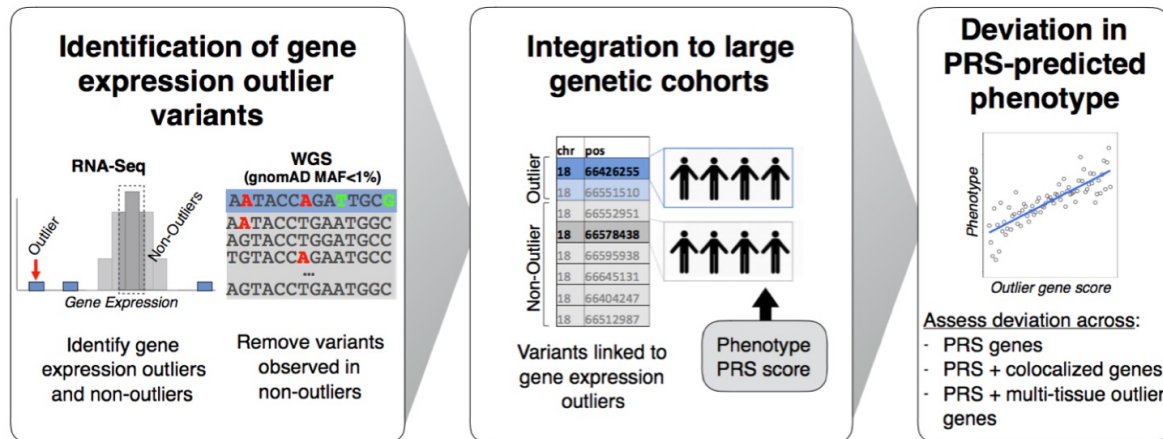 Identification of gene
expression outlier
variants
RNA-Seq
Outlier
Non-Outliers
Gene Expression
WGS
(gnomAD MAF<1%)
AATACCAGATTGCG
AATACCTGAATGGC
AGTACCTGGATGCC
TGTACCAGAATGCC
...
AGTACCTGAATGGC
Identify gene
expression outliers
and non-outliers
Remove variants
observed in
non-outliers
Integration to large
genetic cohorts
Outlier
Non-Outlier
chr pos
18 66426255
18 66551510
18 66552951
18 66578438
18 66595938
18 66645131
18 66404247
18 66512987
Variants linked to
gene expression
outliers
Phenotype
PRS score
Deviation in
PRS-predicted
phenotype
Phenotype
Outlier gene score
Assess deviation across:
- PRS genes
- PRS + colocalized genes
- PRS + multi-tissue outlier
genes